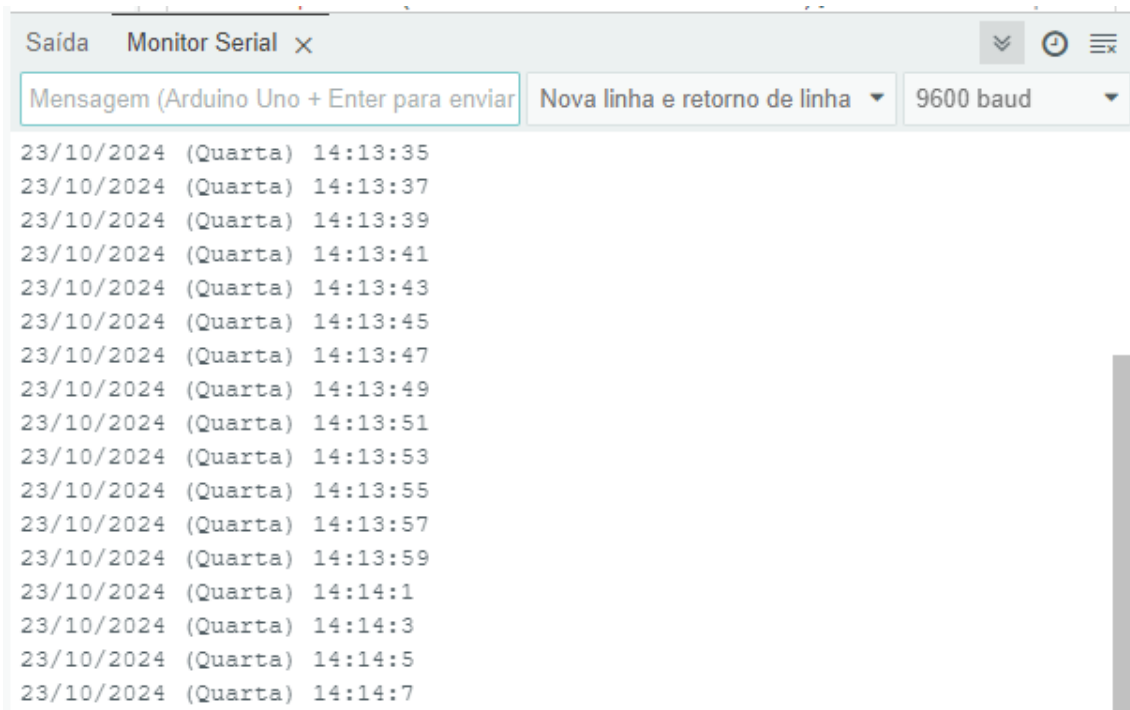 Saída Monitor Serial
Mensagem (Arduino Uno + Enter para enviar Nova linha e retorno de linha 9600 baud
23/10/2024 (Quarta) 14:13:35
23/10/2024 (Quarta) 14:13:37
23/10/2024 (Quarta) 14:13:39
23/10/2024 (Quarta) 14:13:41
23/10/2024 (Quarta) 14:13:43
23/10/2024 (Quarta) 14:13:45
23/10/2024 (Quarta) 14:13:47
23/10/2024 (Quarta) 14:13:49
23/10/2024 (Quarta) 14:13:51
23/10/2024 (Quarta) 14:13:53
23/10/2024 (Quarta) 14:13:55
23/10/2024 (Quarta) 14:13:57
23/10/2024 (Quarta) 14:13:59
23/10/2024 (Quarta) 14:14:1
23/10/2024 (Quarta) 14:14:3
23/10/2024 (Quarta) 14:14:5
23/10/2024 (Quarta) 14:14:7